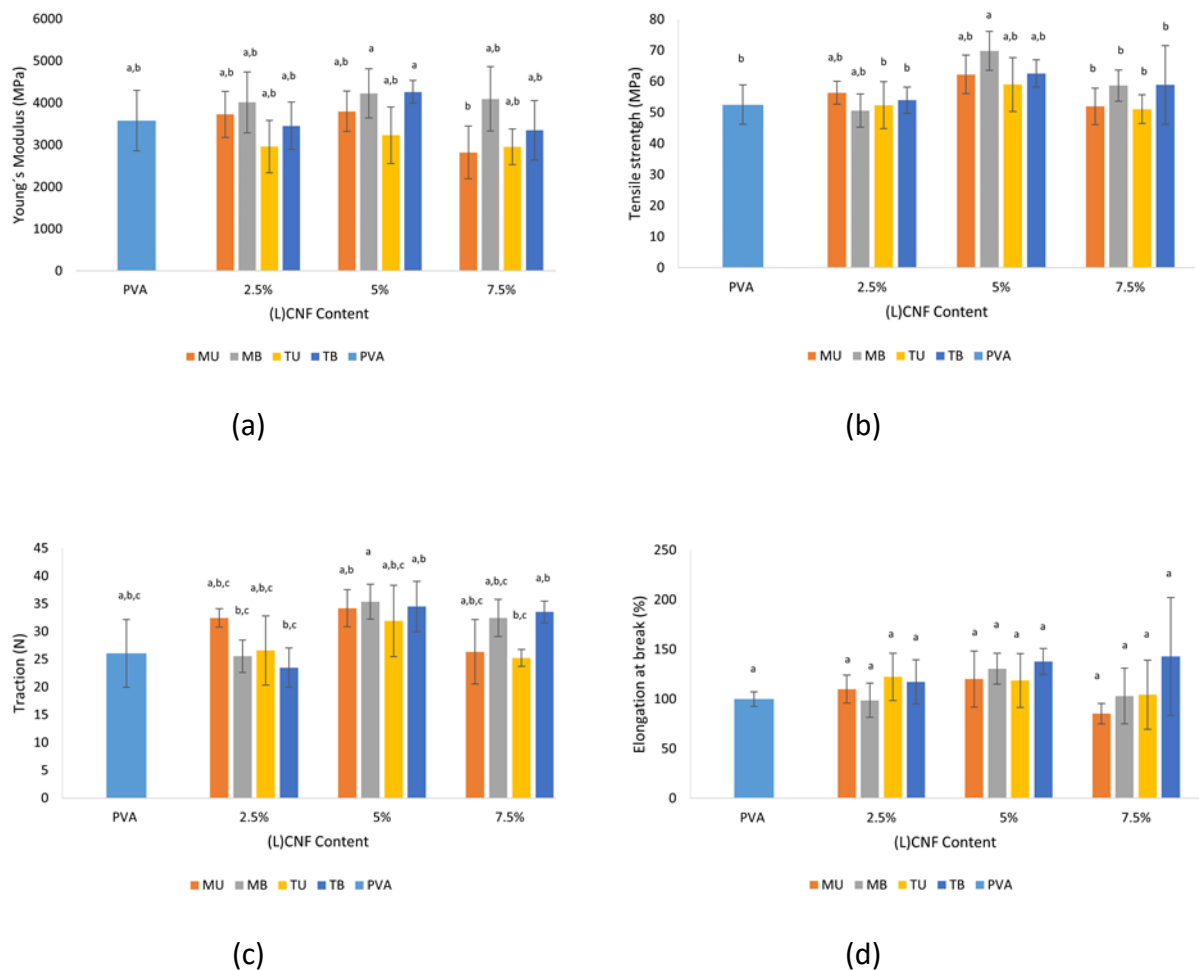 Young´s Modulus (MPa)
6000
5000
4000
3000
2000
1000
0
a,b
a,b a,b a,b a,b
a,b a a,b a
b a,b a,b a,b
PVA 2.5% 5% 7.5%
(L)CNF Content
MU MB TU TB PVA
(a)
Tensile strentgh (MPa)
80
70
60
50
40
30
20
10
0
b
a,b a,b b b
a,b a a,b a,b
b b b b
PVA 2.5% 5% 7.5%
(L)CNF Content
MU MB TU TB PVA
(b)
Traction (N)
45
40
35
30
25
20
15
10
5
0
a,b,c
a,b,c b,c a,b,c b,c
a,b a a,b,c a,b
a,b,c a,b,c b,c a,b
PVA 2.5% 5% 7.5%
(L)CNF Content
MU MB TU TB PVA
(c)
Elongation at break (%)
250
200
150
100
50
0
a
a a a a
a a a a
a a a a
PVA 2.5% 5% 7.5%
(L)CNF Content
MU MB TU TB PVA
(d)